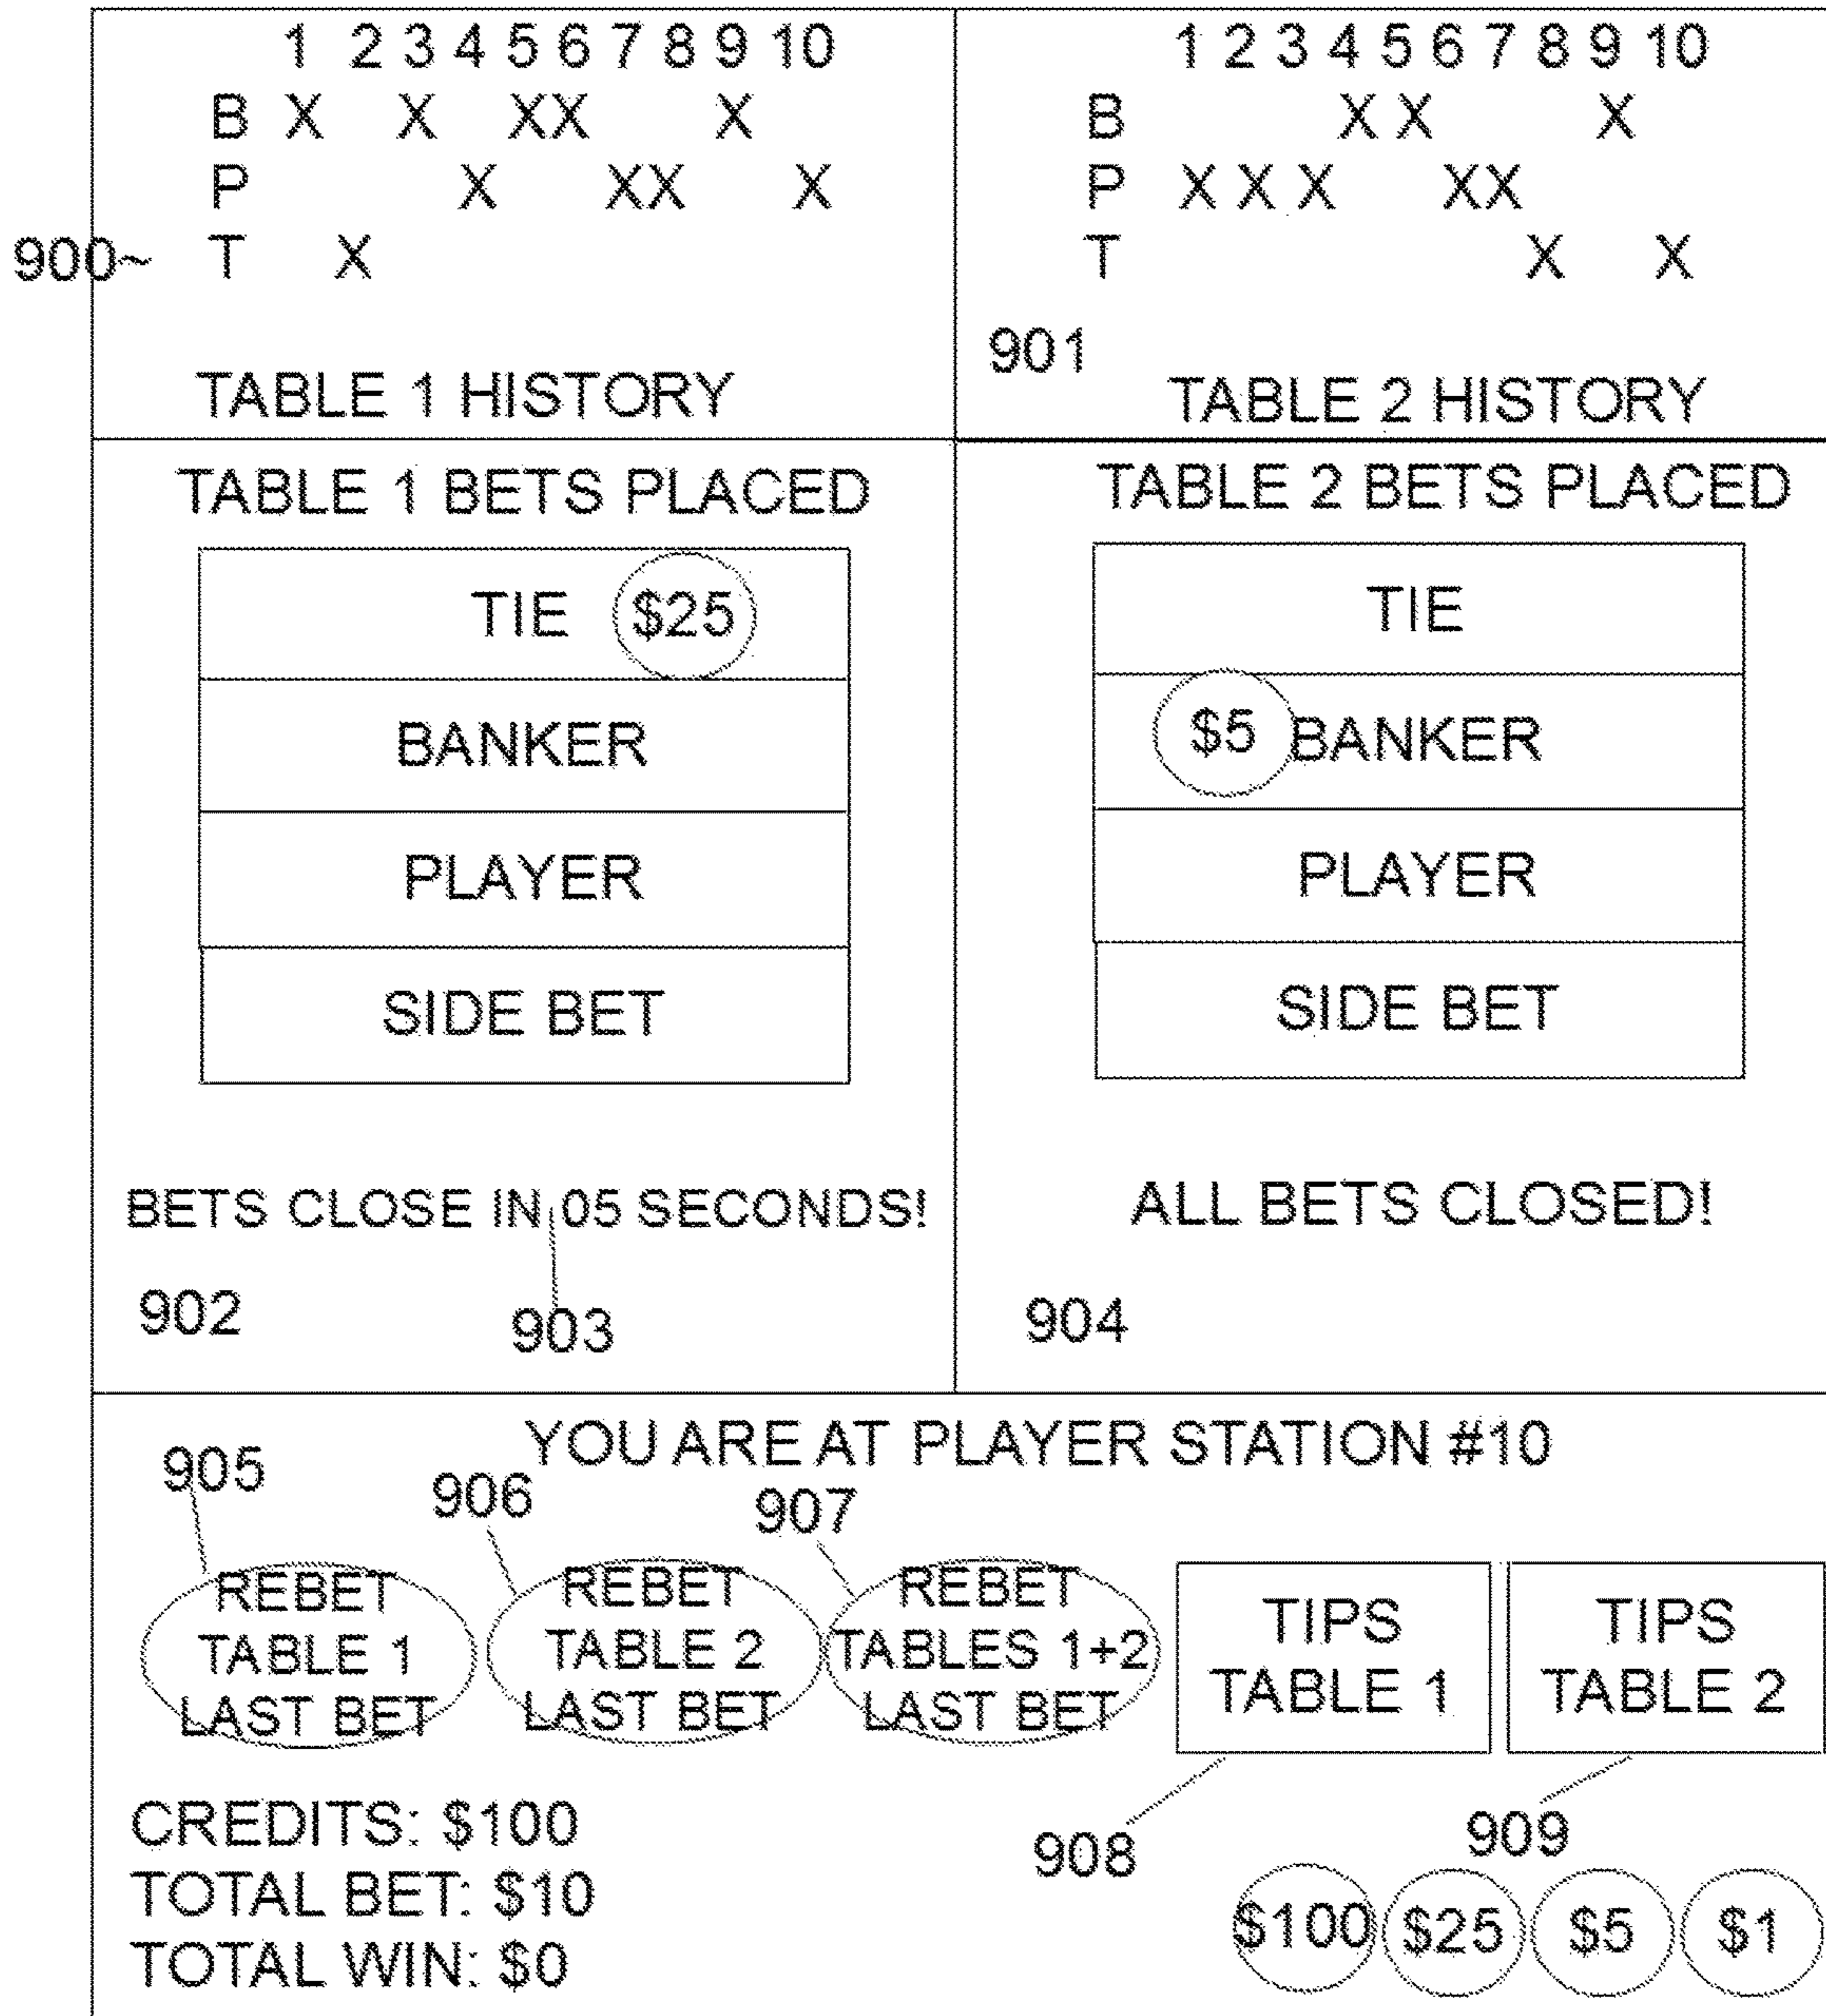 1 2 3 4 5 6 7 8 9 10
B X X XX X
P X XX X
900~ T X
TABLE 1 HISTORY
1 2 3 4 5 6 7 8 9 10
B X X X
P X X X XX
T X X
901
TABLE 2 HISTORY
TABLE 1 BETS PLACED
TIE $25
BANKER
PLAYER
SIDE BET
BETS CLOSE IN 05 SECONDS!
902 903
TABLE 2 BETS PLACED
TIE
$5 BANKER
PLAYER
SIDE BET
ALL BETS CLOSED!
904
YOU ARE AT PLAYER STATION #10
905 906 907
REBET
TABLE 1
LAST BET
REBET
TABLE 2
LAST BET
REBET
TABLES 1+2
LAST BET
TIPS
TABLE 1
TIPS
TABLE 2
908 909
CREDITS: $100
TOTAL BET: $10
TOTAL WIN: $0
$100 $25 $5 $1